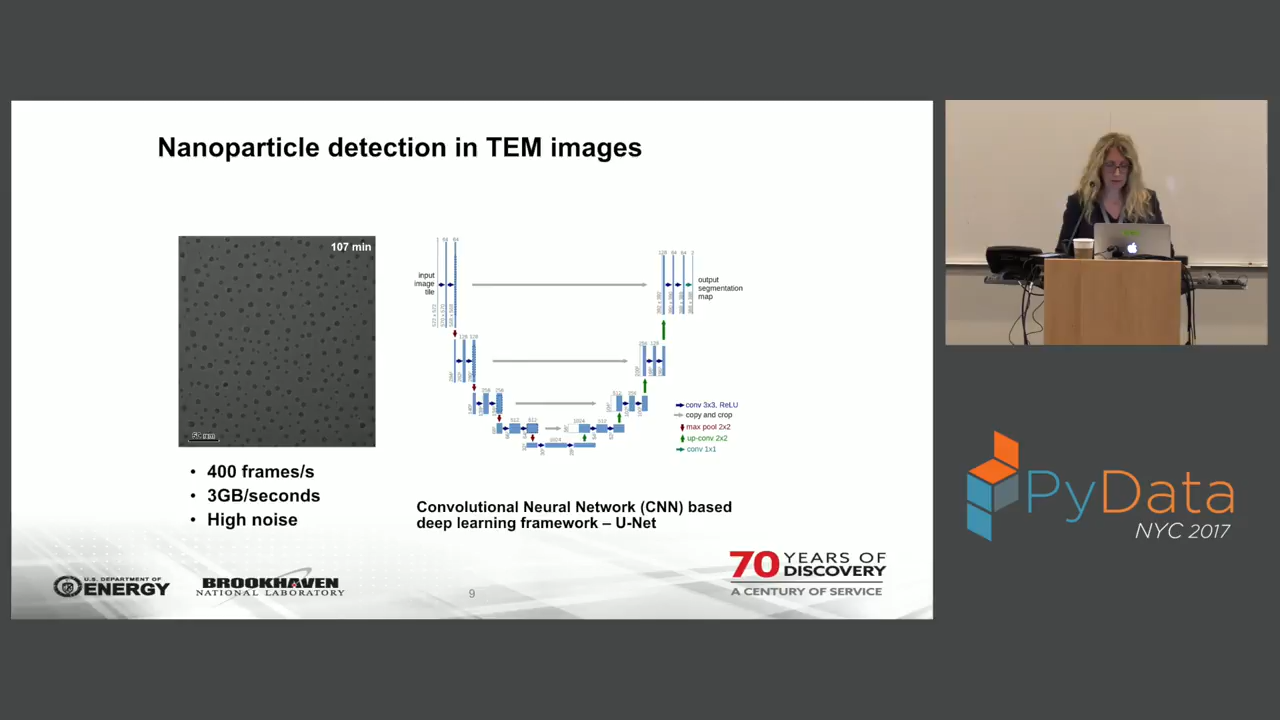 Nanoparticle detection in TEM images
107 min
50 nm
• 400 frames/s
• 3GB/seconds
• High noise
input
image
tile
output
segmentation
map
conv 3x3, ReLU
copy and crop
max pool 2x2
up-conv 2x2
conv 1x1
Convolutional Neural Network (CNN) based
deep learning framework – U-Net
U.S. DEPARTMENT OF
ENERGY
BROOKHAVEN
NATIONAL LABORATORY
9
70 YEARS OF
DISCOVERY
A CENTURY OF SERVICE
PyData
NYC 2017